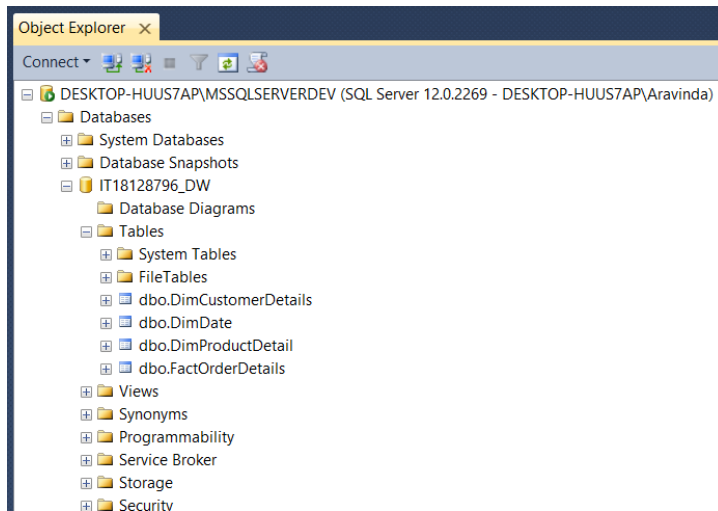 Object Explorer
Connect
DESKTOP-HUUS7AP\MSSQLSERVERDEV (SQL Server 12.0.2269 - DESKTOP-HUUS7AP\Aravinda)
Databases
System Databases
Database Snapshots
IT18128796_DW
Database Diagrams
Tables
System Tables
FileTables
dbo.DimCustomerDetails
dbo.DimDate
dbo.DimProductDetail
dbo.FactOrderDetails
Views
Synonyms
Programmability
Service Broker
Storage
Security